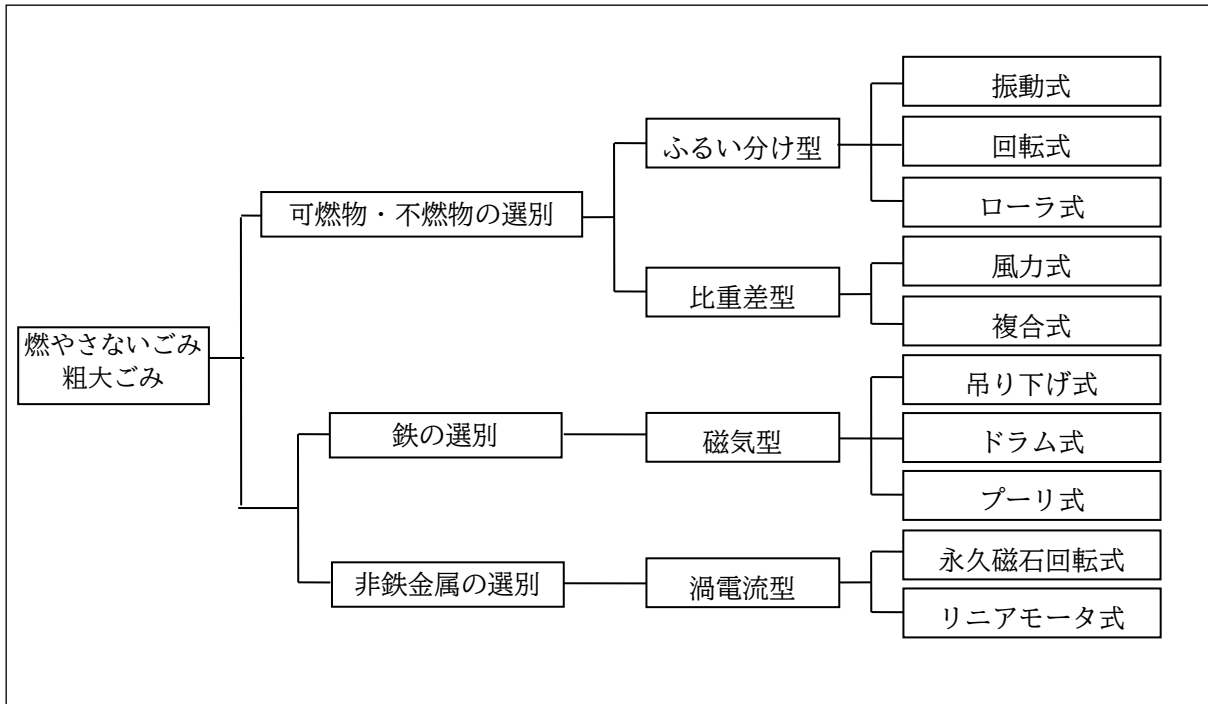 燃やさないごみ
粗大ごみ
可燃物・不燃物の選別
ふるい分け型
振動式
回転式
ローラ式
比重差型
風力式
複合式
鉄の選別
磁気型
吊り下げ式
ドラム式
プーリ式
非鉄金属の選別
渦電流型
永久磁石回転式
リニアモータ式